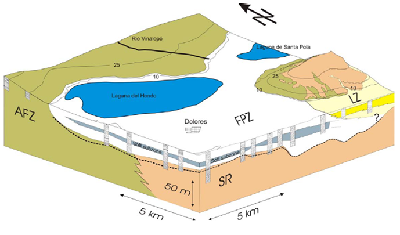 N
Río Vinalopó
Laguna de Santa Pola
25
10
25
10
Laguna del Hondo
Dolores
AFZ
FPZ
LZ
?
SR
50 m
5 km
5 km